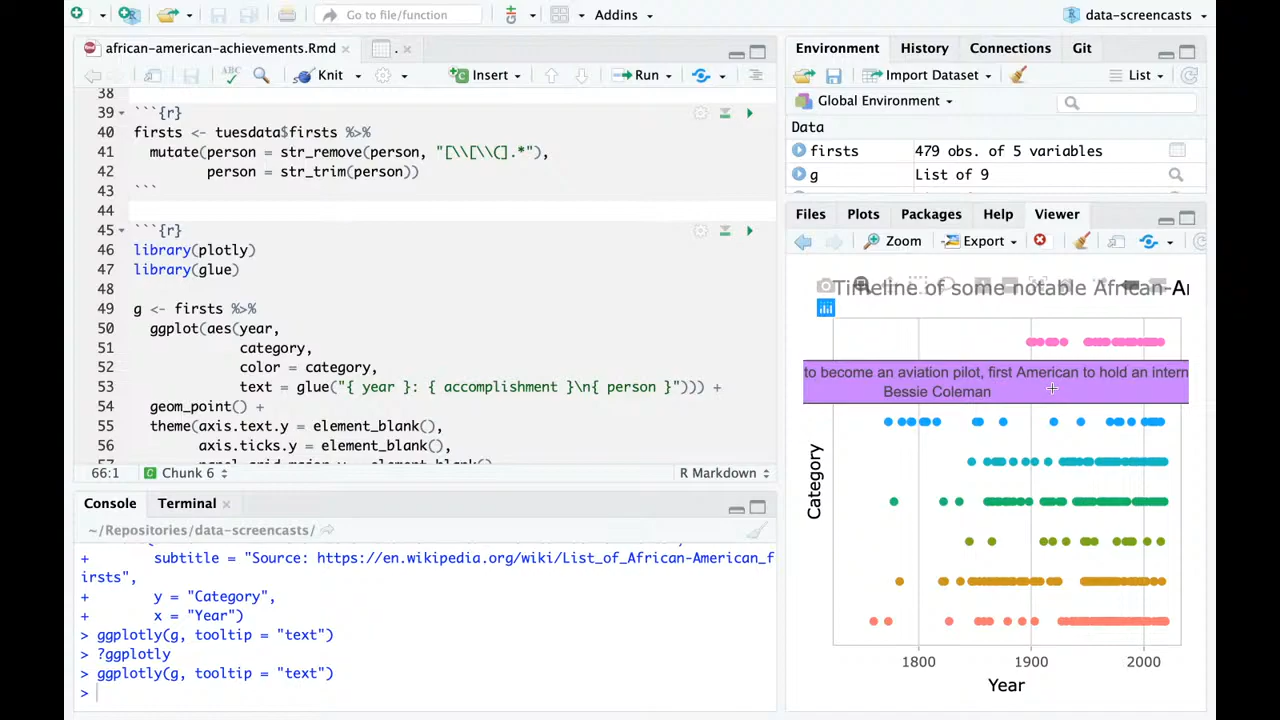 Go to file/function
Addins
data-screencasts
african-american-achievements.Rmd
.
ABC
Knit
Insert
Run
38
39 ```{r}
40 firsts <- tuesdata$firsts %>%
41 mutate(person = str_remove(person, "[\\[\\(].*"),
42 person = str_trim(person))
43 ```
44
45 ```{r}
46 library(plotly)
47 library(glue)
48
49 g <- firsts %>%
50 ggplot(aes(year,
51 category,
52 color = category,
53 text = glue("{ year }: { accomplishment }\n{ person }"))) +
54 geom_point() +
55 theme(axis.text.y = element_blank(),
56 axis.ticks.y = element_blank(),
57 panel.grid.major.y = element_blank()
66:1
Chunk 6
R Markdown
Console
Terminal
~/Repositories/data-screencasts/
+ subtitle = "Source: https://en.wikipedia.org/wiki/List_of_African-American_f
irsts",
+ y = "Category",
+ x = "Year")
> ggplotly(g, tooltip = "text")
> ?ggplotly
> ggplotly(g, tooltip = "text")
>
Environment
History
Connections
Git
Import Dataset
List
Global Environment
Data
firsts 479 obs. of 5 variables
g List of 9
Files
Plots
Packages
Help
Viewer
Zoom
Export
Timeline of some notable African-A
to become an aviation pilot, first American to hold an intern
Bessie Coleman
Category
1800
1900
2000
Year